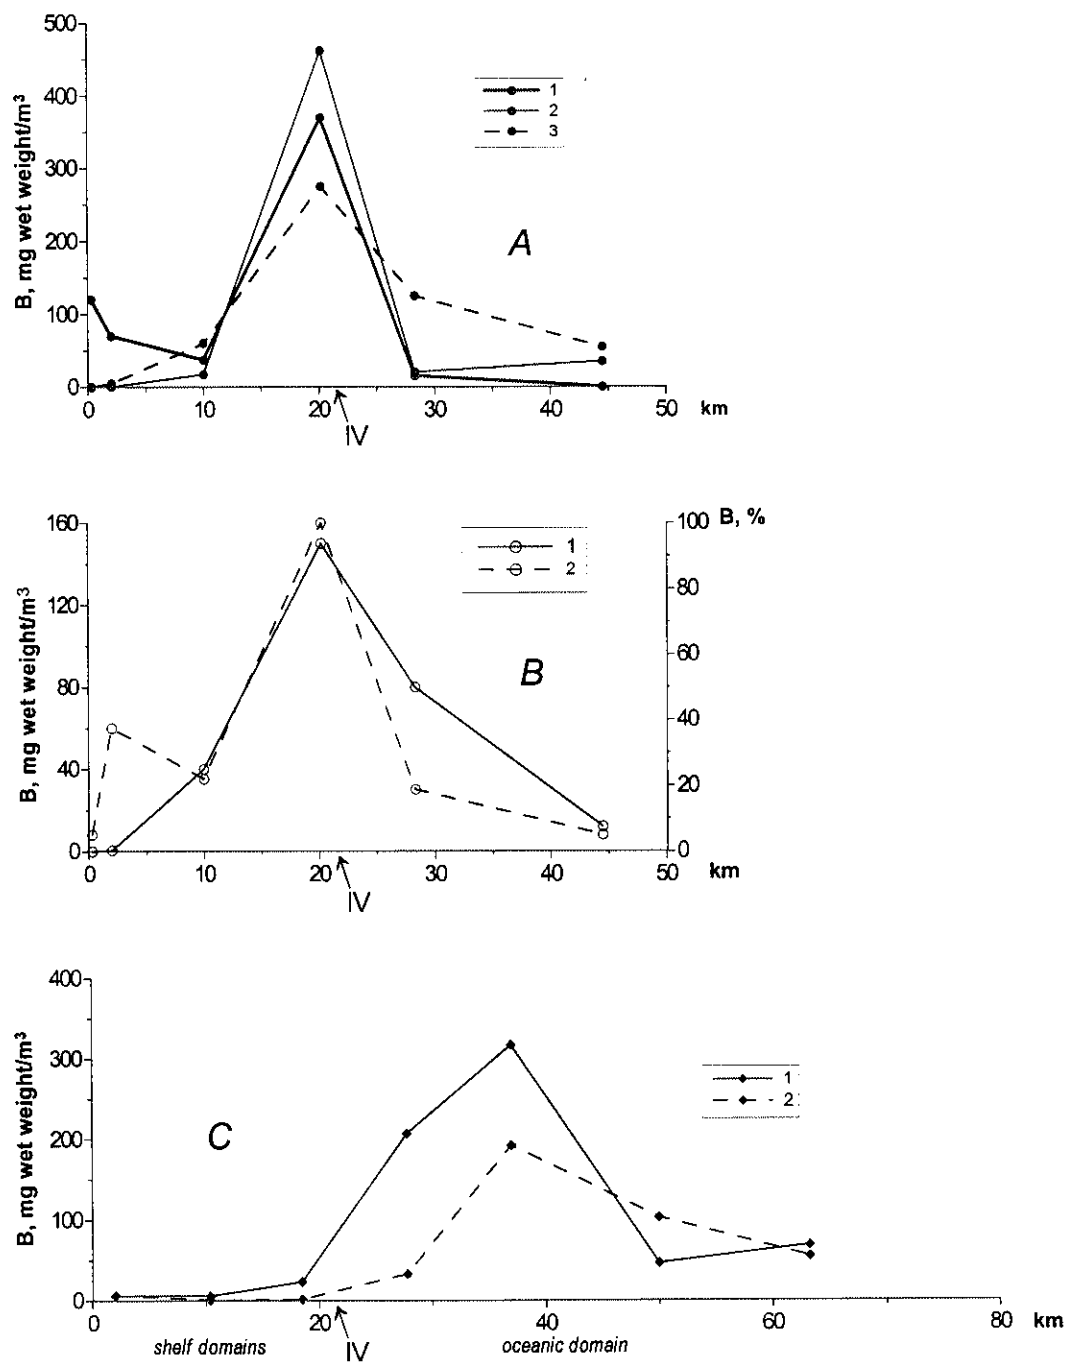 500
400
300
200
100
0
B, mg wet weight/m³
1
2
3
A
0 10 20 30 40 50 km
IV
160
120
80
40
0
B, mg wet weight/m³
100 B, %
80
60
40
20
0
1
2
B
0 10 20 30 40 50 km
IV
400
300
200
100
0
B, mg wet weight/m³
1
2
C
0 20 40 60 80 km
shelf domains IV oceanic domain